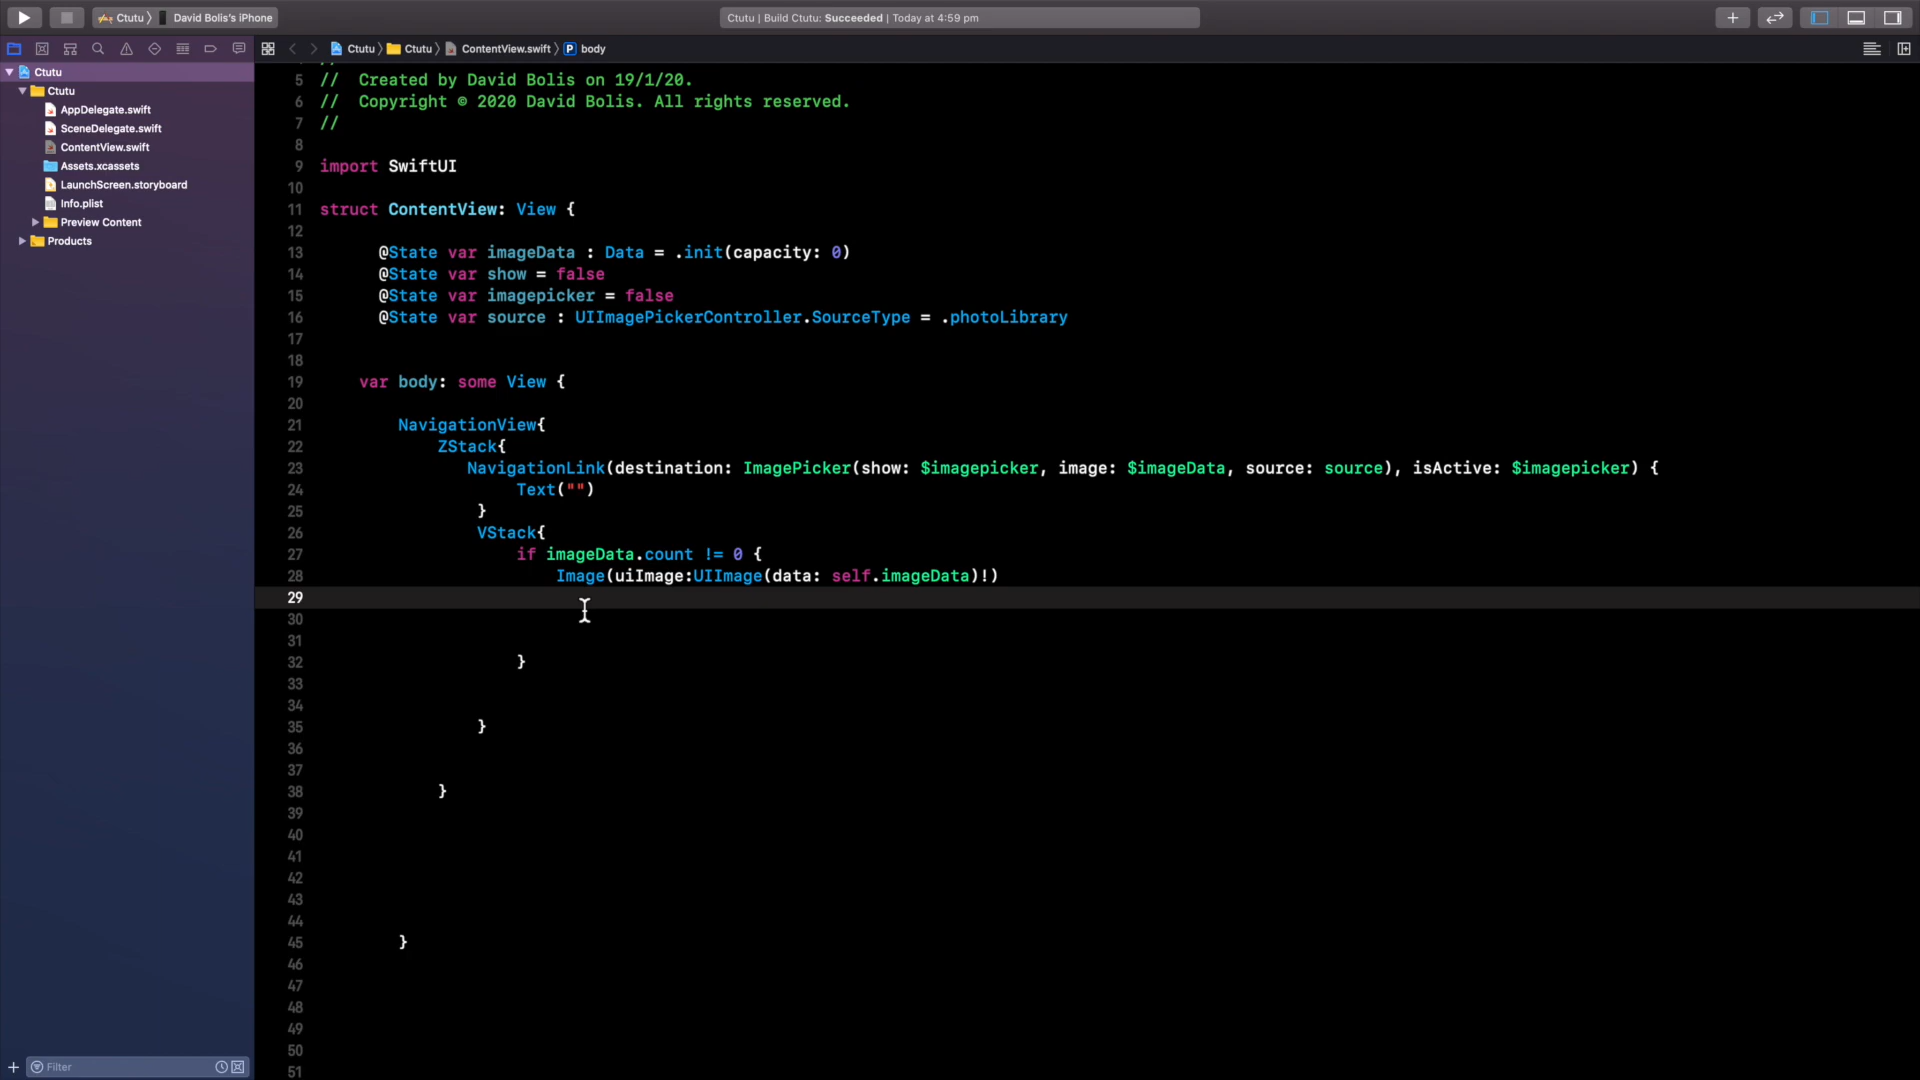 Ctutu 〉 David Bolis's iPhone
Ctutu | Build Ctutu: Succeeded | Today at 4:59 pm
Ctutu 〉 Ctutu 〉 ContentView.swift 〉 P body
Ctutu
Ctutu
AppDelegate.swift
SceneDelegate.swift
ContentView.swift
Assets.xcassets
LaunchScreen.storyboard
Info.plist
Preview Content
Products
Filter
5 //  Created by David Bolis on 19/1/20.
6 //  Copyright © 2020 David Bolis. All rights reserved.
7 //
8
9 import SwiftUI
10
11 struct ContentView: View {
12
13       @State var imageData : Data = .init(capacity: 0)
14       @State var show = false
15       @State var imagepicker = false
16       @State var source : UIImagePickerController.SourceType = .photoLibrary
17
18
19     var body: some View {
20
21         NavigationView{
22             ZStack{
23                NavigationLink(destination: ImagePicker(show: $imagepicker, image: $imageData, source: source), isActive: $imagepicker) {
24                     Text("")
25                 }
26                 VStack{
27                     if imageData.count != 0 {
28                         Image(uiImage:UIImage(data: self.imageData)!)
29
30
31
32                     }
33
34
35                 }
36
37
38             }
39
40
41
42
43
44
45         }
46
47
48
49
50
51